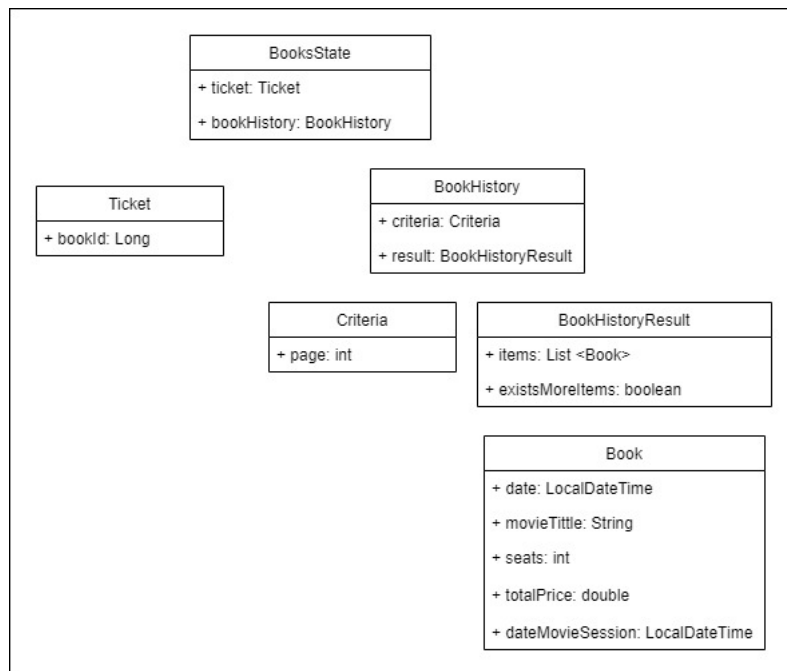 BooksState
+ ticket: Ticket
+ bookHistory: BookHistory
Ticket
+ bookId: Long
BookHistory
+ criteria: Criteria
+ result: BookHistoryResult
Criteria
+ page: int
BookHistoryResult
+ items: List <Book>
+ existsMoreItems: boolean
Book
+ date: LocalDateTime
+ movieTittle: String
+ seats: int
+ totalPrice: double
+ dateMovieSession: LocalDateTime